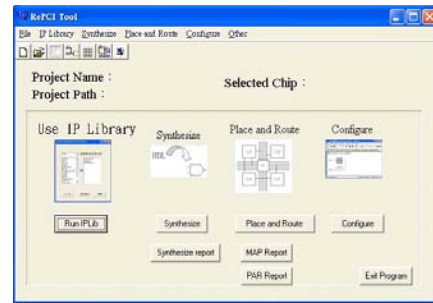 RePCI Tool
File IP Library Synthesize Place and Route Configure Other
Project Name :
Selected Chip :
Project Path :
Use IP Library
Synthesize
Place and Route
Configure
HDL
Run IPLib
Synthesize
Place and Route
Configure
Synthesize report
MAP Report
PAR Report
Exit Program